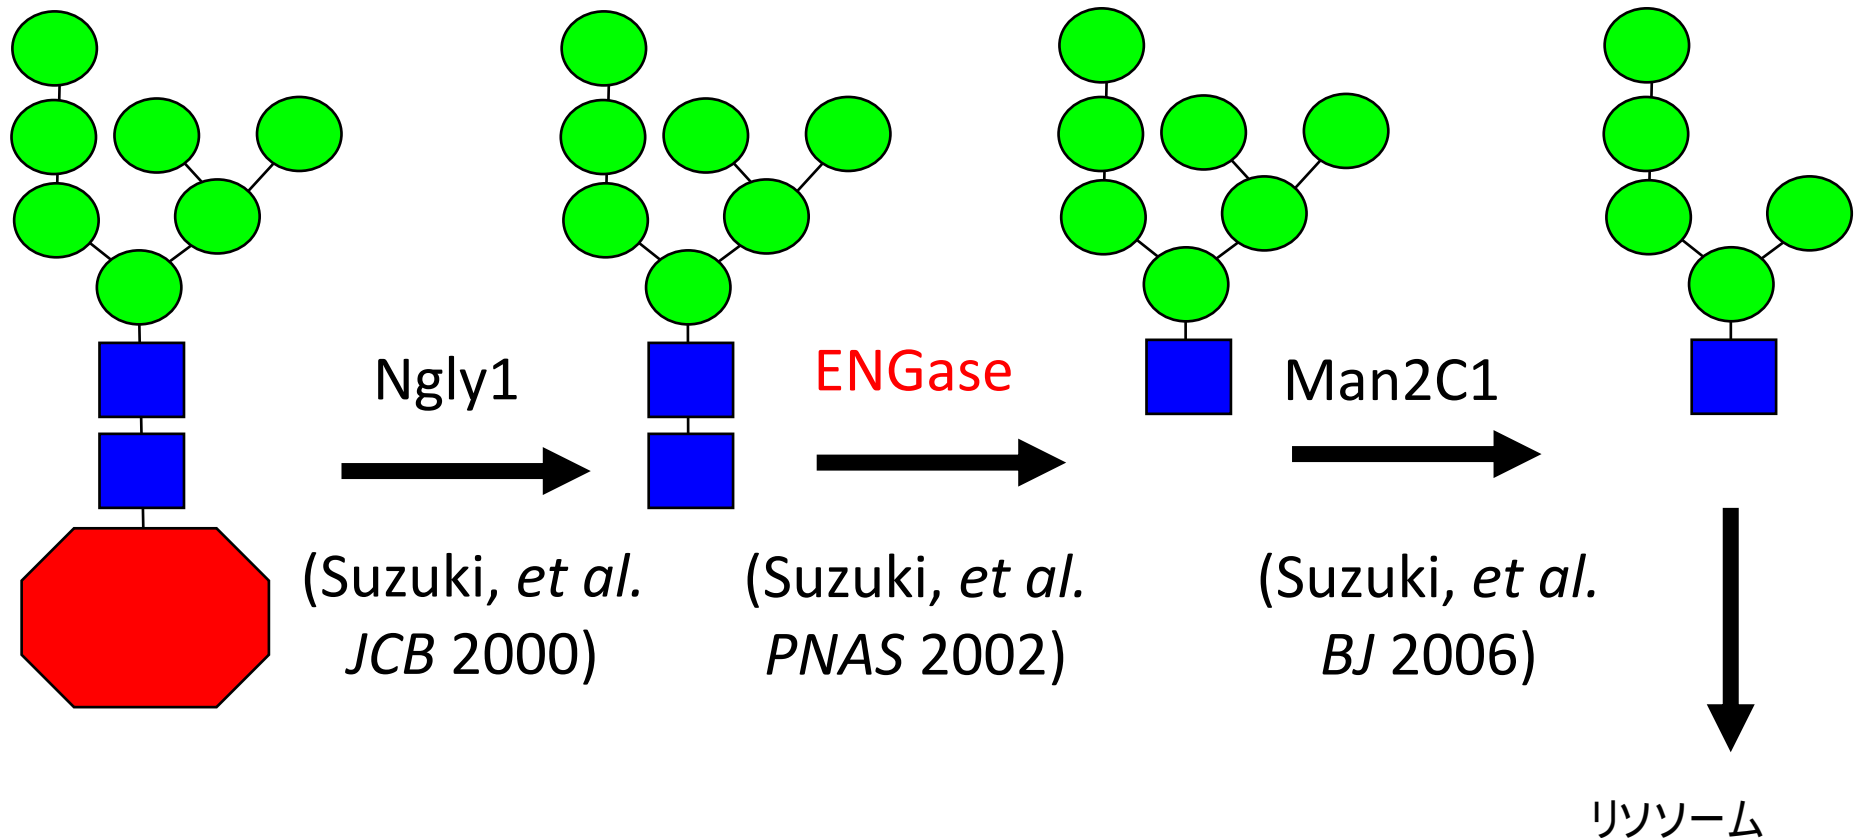 Ngly1
ENGase
Man2C1
(Suzuki, et al.
JCB 2000)
(Suzuki, et al.
PNAS 2002)
(Suzuki, et al.
BJ 2006)
リソソーム